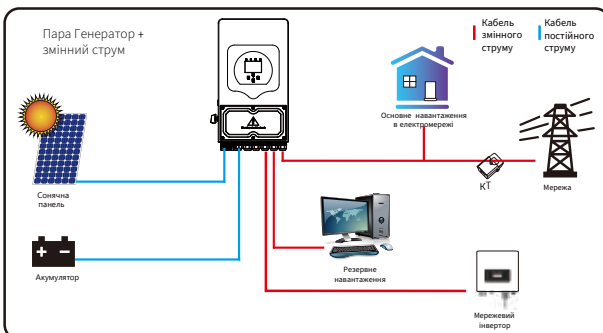 Пара Генератор +
змінний струм
Кабель
змінного
струму
Кабель
постійного
струму
Основне навантаження
в електромережі
КТ
Мережа
Сонячна
панель
Акумулятор
Резервне
навантаження
Мережевий
інвертор